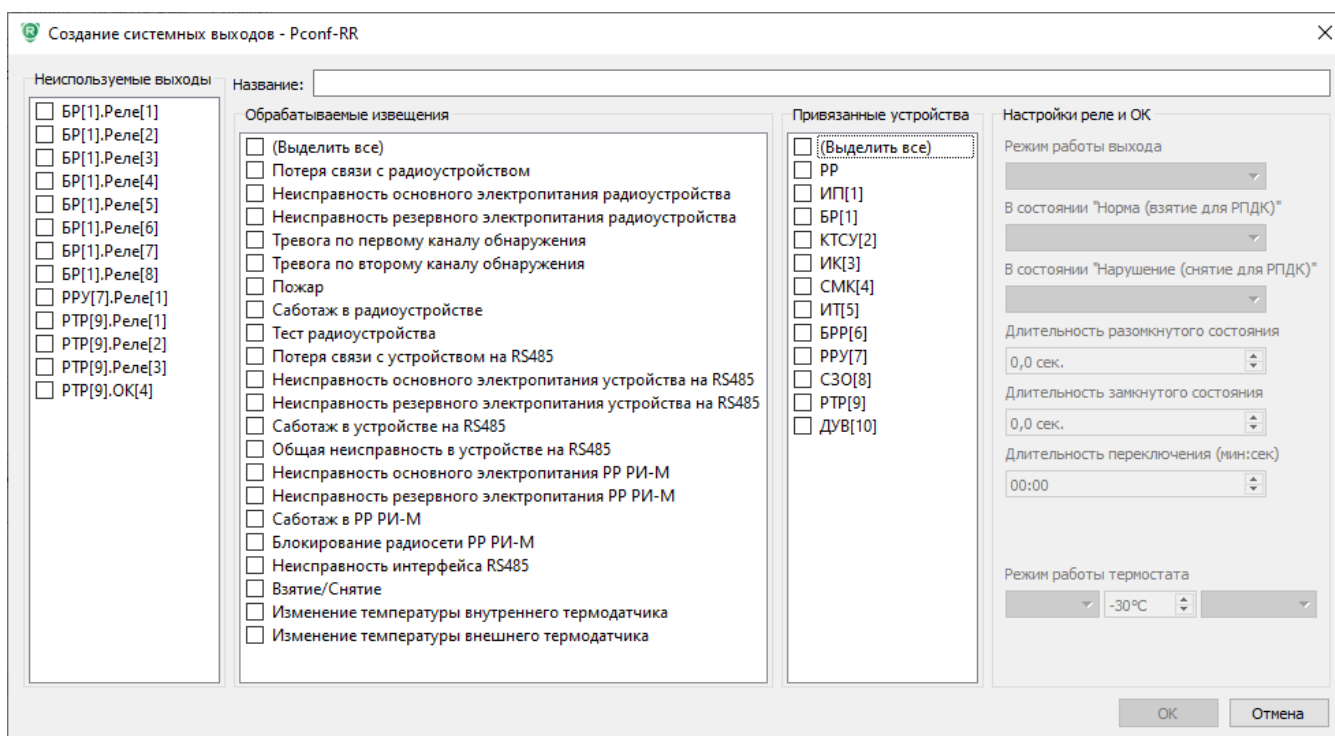 Создание системных выходов - Pconf-RR
Неиспользуемые выходы
БР[1].Реле[1]
БР[1].Реле[2]
БР[1].Реле[3]
БР[1].Реле[4]
БР[1].Реле[5]
БР[1].Реле[6]
БР[1].Реле[7]
БР[1].Реле[8]
РРУ[7].Реле[1]
РТР[9].Реле[1]
РТР[9].Реле[2]
РТР[9].Реле[3]
РТР[9].ОК[4]
Название:
Обрабатываемые извещения
(Выделить все)
Потеря связи с радиоустройством
Неисправность основного электропитания радиоустройства
Неисправность резервного электропитания радиоустройства
Тревога по первому каналу обнаружения
Тревога по второму каналу обнаружения
Пожар
Саботаж в радиоустройстве
Тест радиоустройства
Потеря связи с устройством на RS485
Неисправность основного электропитания устройства на RS485
Неисправность резервного электропитания устройства на RS485
Саботаж в устройстве на RS485
Общая неисправность в устройстве на RS485
Неисправность основного электропитания РР РИ-М
Неисправность резервного электропитания РР РИ-М
Саботаж в РР РИ-М
Блокирование радиосети РР РИ-М
Неисправность интерфейса RS485
Взятие/Снятие
Изменение температуры внутреннего термодатчика
Изменение температуры внешнего термодатчика
Привязанные устройства
(Выделить все)
РР
ИП[1]
БР[1]
КТСУ[2]
ИК[3]
СМК[4]
ИТ[5]
БРР[6]
РРУ[7]
СЗО[8]
РТР[9]
ДУВ[10]
Настройки реле и ОК
Режим работы выхода
В состоянии "Норма (взятие для РПДК)"
В состоянии "Нарушение (снятие для РПДК)"
Длительность разомкнутого состояния
0,0 сек.
Длительность замкнутого состояния
0,0 сек.
Длительность переключения (мин:сек)
00:00
Режим работы термостата
-30°C
ОК
Отмена